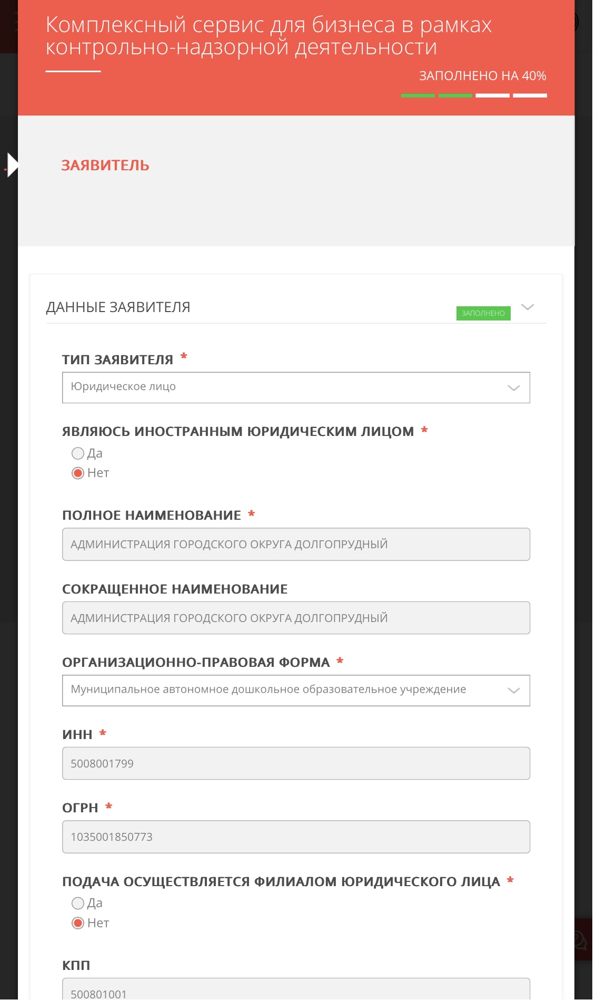 Комплексный сервис для бизнеса в рамках
контрольно-надзорной деятельности
ЗАПОЛНЕНО НА 40%
ЗАЯВИТЕЛЬ
ДАННЫЕ ЗАЯВИТЕЛЯ
ЗАПОЛНЕНО
ТИП ЗАЯВИТЕЛЯ *
Юридическое лицо
ЯВЛЯЮСЬ ИНОСТРАННЫМ ЮРИДИЧЕСКИМ ЛИЦОМ *
Да
Нет
ПОЛНОЕ НАИМЕНОВАНИЕ *
АДМИНИСТРАЦИЯ ГОРОДСКОГО ОКРУГА ДОЛГОПРУДНЫЙ
СОКРАЩЕННОЕ НАИМЕНОВАНИЕ
АДМИНИСТРАЦИЯ ГОРОДСКОГО ОКРУГА ДОЛГОПРУДНЫЙ
ОРГАНИЗАЦИОННО-ПРАВОВАЯ ФОРМА *
Муниципальное автономное дошкольное образовательное учреждение
ИНН *
5008001799
ОГРН *
1035001850773
ПОДАЧА ОСУЩЕСТВЛЯЕТСЯ ФИЛИАЛОМ ЮРИДИЧЕСКОГО ЛИЦА *
Да
Нет
КПП
500801001